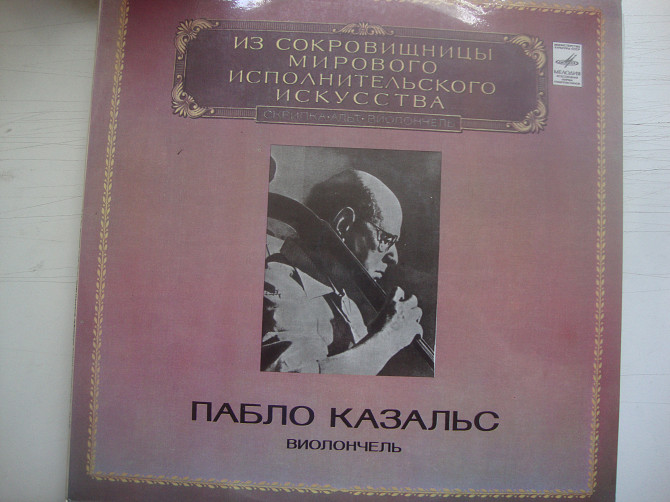 ИЗ СОКРОВИЩНИЦЫ
МИРОВОГО
ИСПОЛНИТЕЛЬСКОГО
ИСКУССТВА
СКРИПКА•АЛЬТ•ВИОЛОНЧЕЛЬ
МЕЛОДИЯ
ПАБЛО КАЗАЛЬС
ВИОЛОНЧЕЛЬ